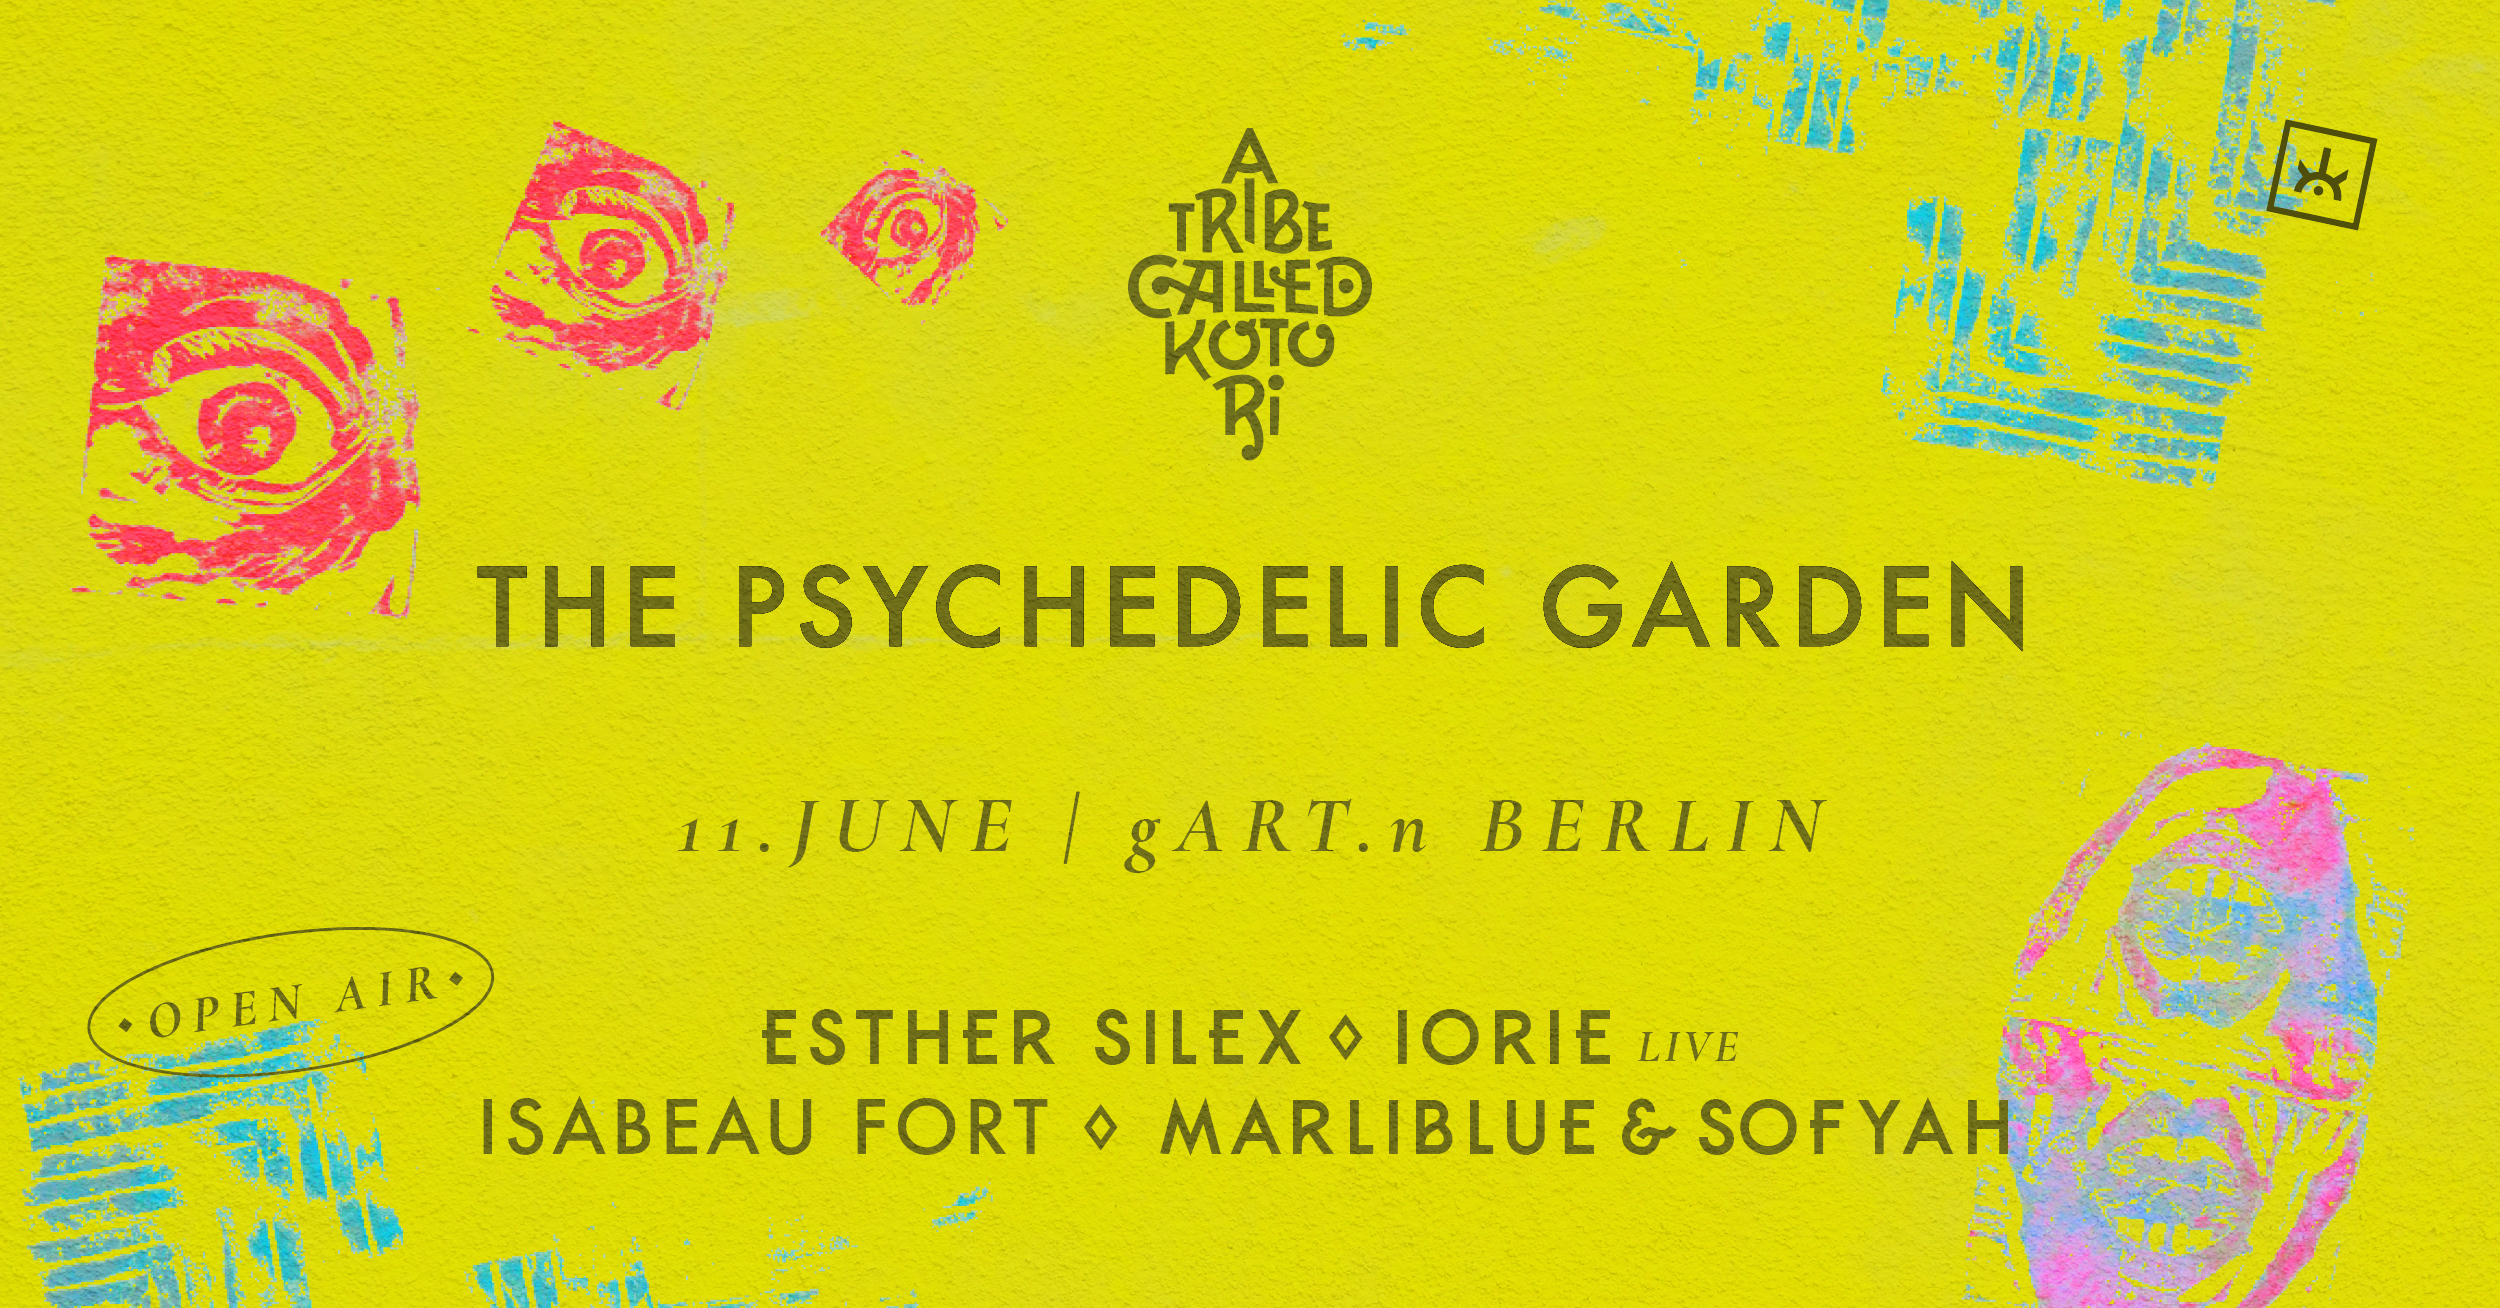 A
TRIBE
CALLED
KOTO
Ri
THE PSYCHEDELIC GARDEN
11.JUNE | gART.n BERLIN
OPEN AIR
ESTHER SILEX ◇ IORIE LIVE
ISABEAU FORT ◇ MARLIBLUE & SOFYAH